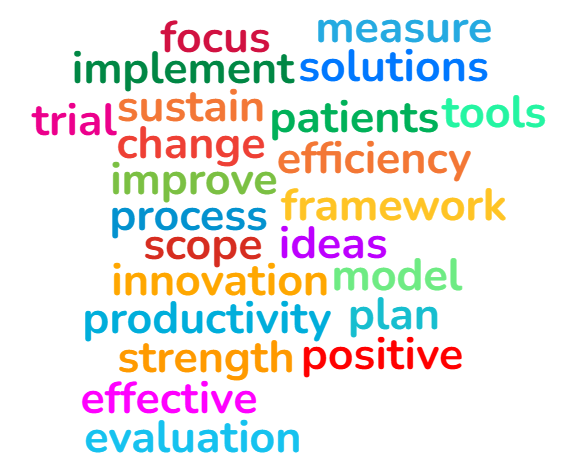 focus measure
implement solutions
trial sustain patients tools
change efficiency
improve framework
process
scope ideas
innovation model
productivity plan
strength positive
effective
evaluation